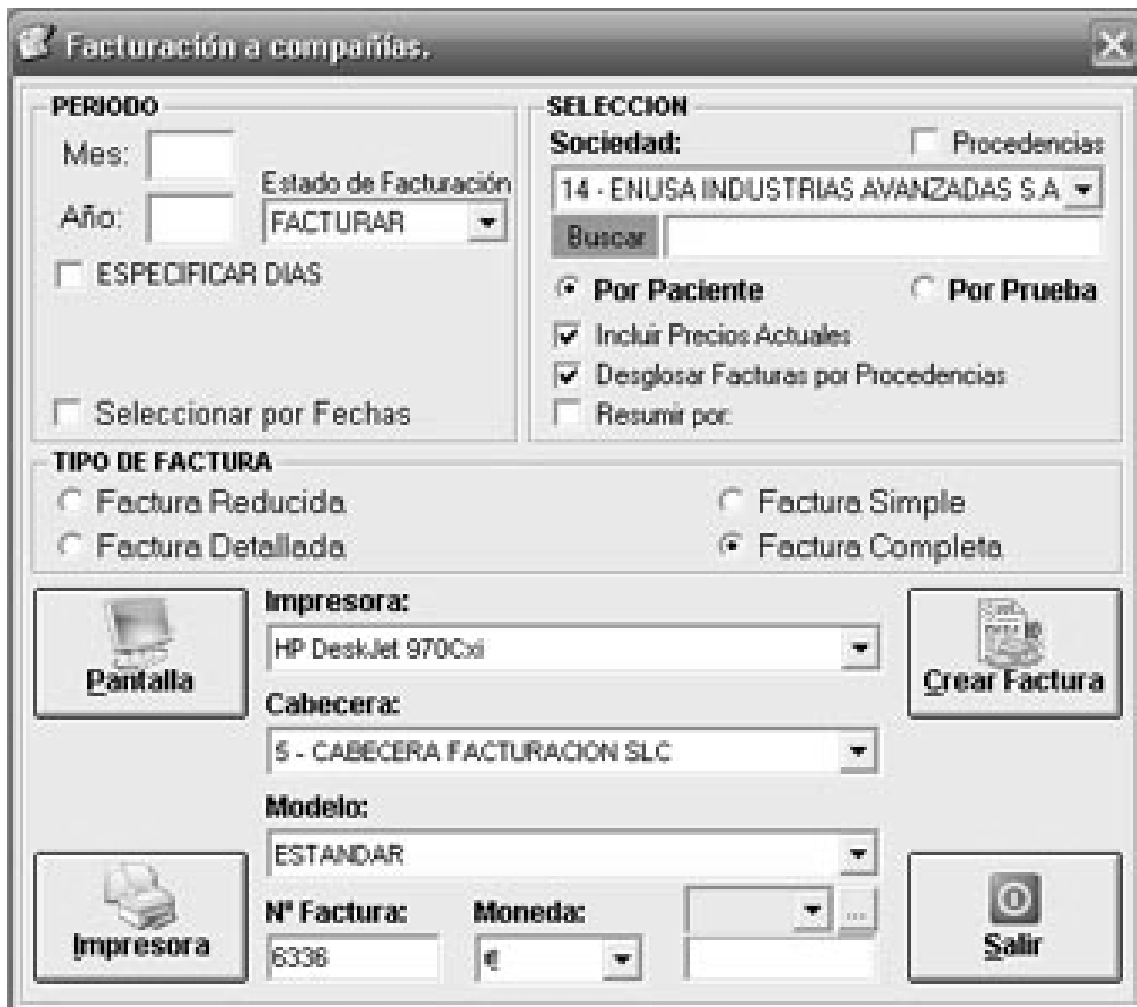 Facturación a compañías.
PERIODO
Mes:
Año:
Estado de Facturación
FACTURAR
ESPECIFICAR DIAS
Seleccionar por Fechas
SELECCION
Sociedad:
Procedencias
14 - ENUSA INDUSTRIAS AVANZADAS S.A
Buscar
Por Paciente
Por Prueba
Incluir Precios Actuales
Desglosar Facturas por Procedencias
Resumir por:
TIPO DE FACTURA
Factura Reducida
Factura Simple
Factura Detallada
Factura Completa
Pantalla
Impresora:
HP DeskJet 970Cxi
Crear Factura
Cabecera:
5 - CABECERA FACTURACION SLC
Modelo:
ESTANDAR
Impresora
Nº Factura:
6336
Moneda:
€
...
Salir